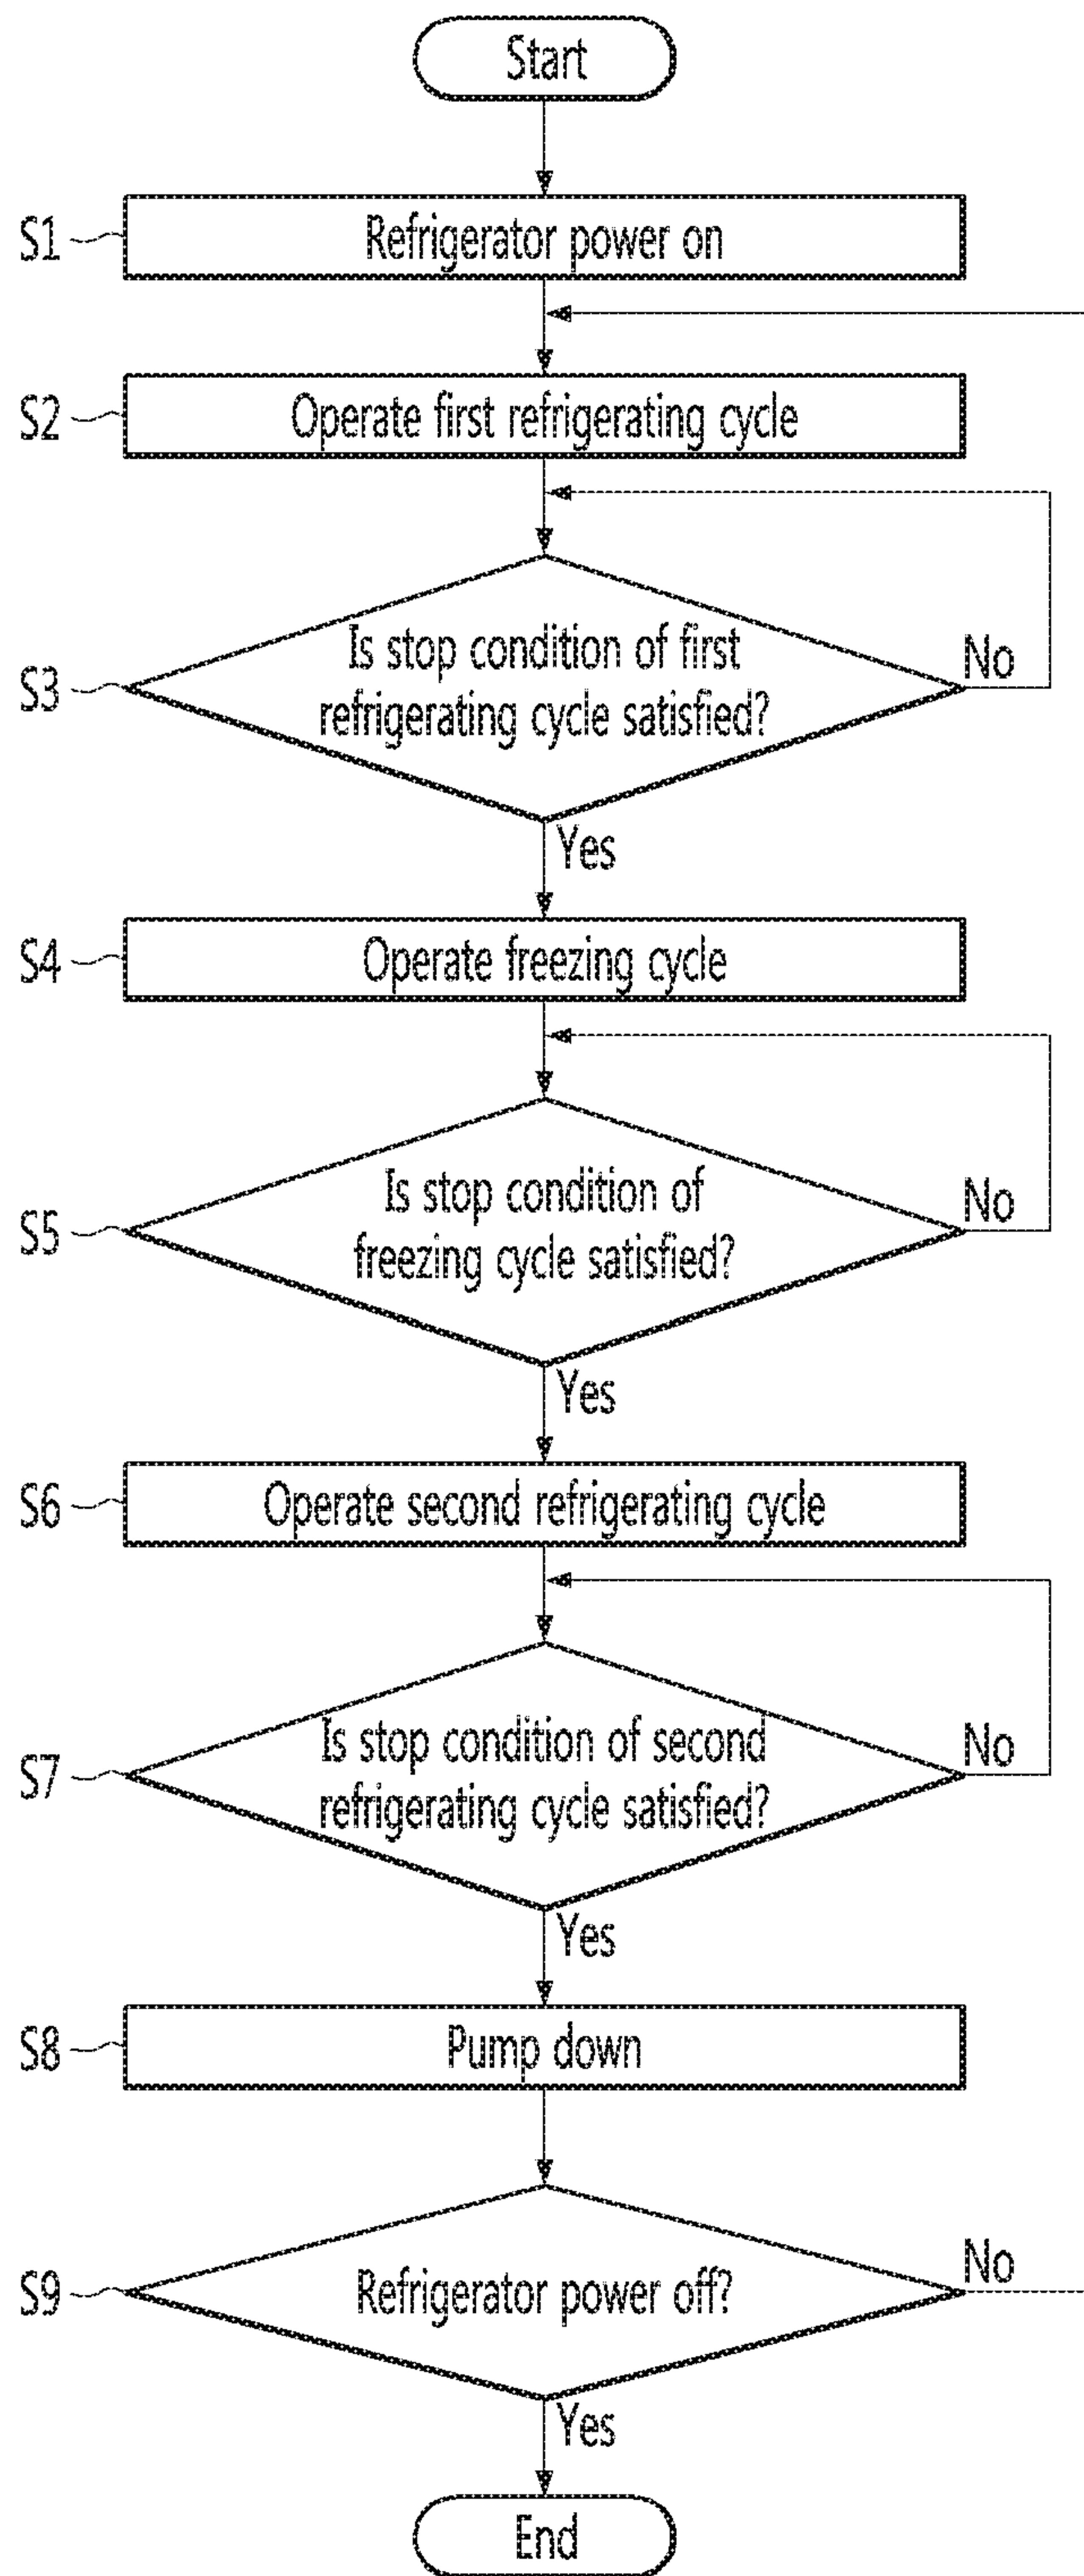 Start
S1
Refrigerator power on
S2
Operate first refrigerating cycle
S3
Is stop condition of first
refrigerating cycle satisfied?
No
Yes
S4
Operate freezing cycle
S5
Is stop condition of
freezing cycle satisfied?
No
Yes
S6
Operate second refrigerating cycle
S7
Is stop condition of second
refrigerating cycle satisfied?
No
Yes
S8
Pump down
S9
Refrigerator power off?
No
Yes
End